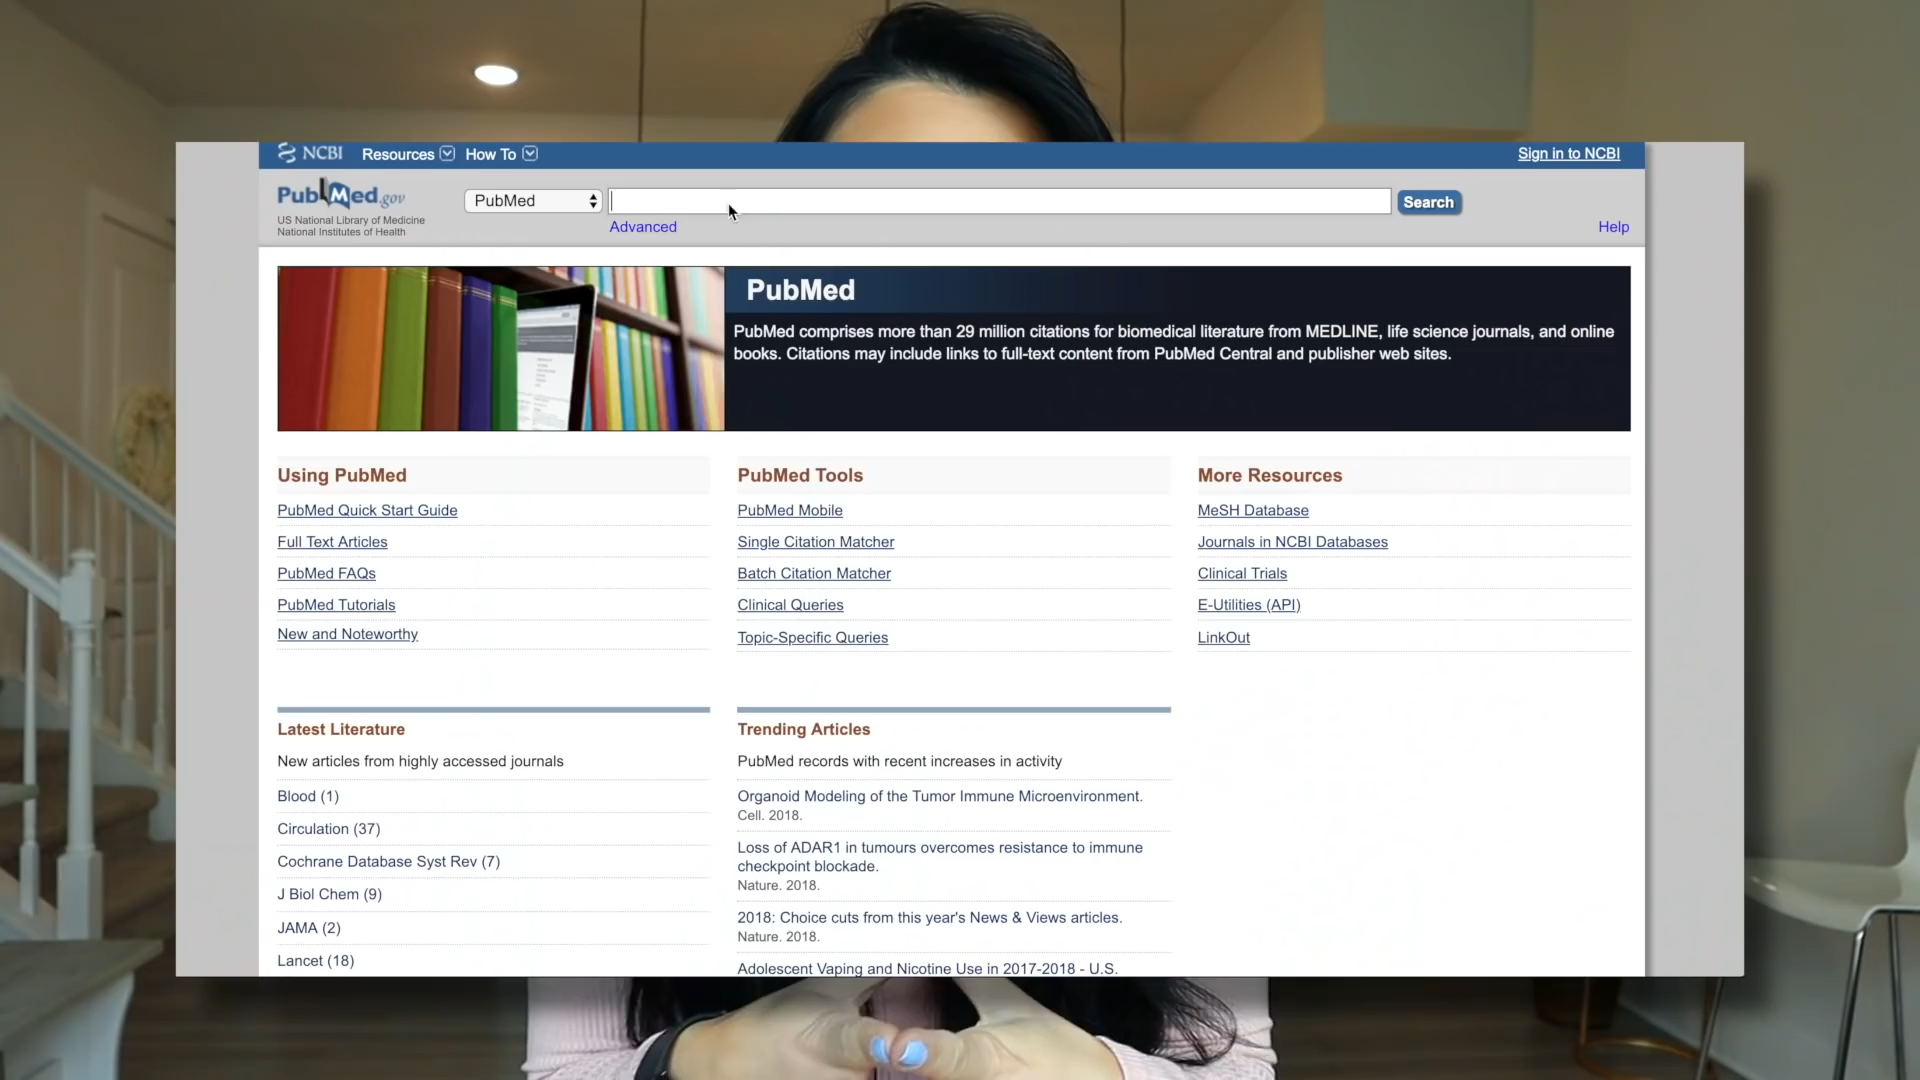 NCBI Resources How To Sign in to NCBI
PubMed.gov
US National Library of Medicine
National Institutes of Health
PubMed
Search
Advanced
Help
PubMed
PubMed comprises more than 29 million citations for biomedical literature from MEDLINE, life science journals, and online
books. Citations may include links to full-text content from PubMed Central and publisher web sites.
Using PubMed
PubMed Quick Start Guide
Full Text Articles
PubMed FAQs
PubMed Tutorials
New and Noteworthy
PubMed Tools
PubMed Mobile
Single Citation Matcher
Batch Citation Matcher
Clinical Queries
Topic-Specific Queries
More Resources
MeSH Database
Journals in NCBI Databases
Clinical Trials
E-Utilities (API)
LinkOut
Latest Literature
New articles from highly accessed journals
Blood (1)
Circulation (37)
Cochrane Database Syst Rev (7)
J Biol Chem (9)
JAMA (2)
Lancet (18)
Trending Articles
PubMed records with recent increases in activity
Organoid Modeling of the Tumor Immune Microenvironment.
Cell. 2018.
Loss of ADAR1 in tumours overcomes resistance to immune
checkpoint blockade.
Nature. 2018.
2018: Choice cuts from this year's News & Views articles.
Nature. 2018.
Adolescent Vaping and Nicotine Use in 2017-2018 - U.S.